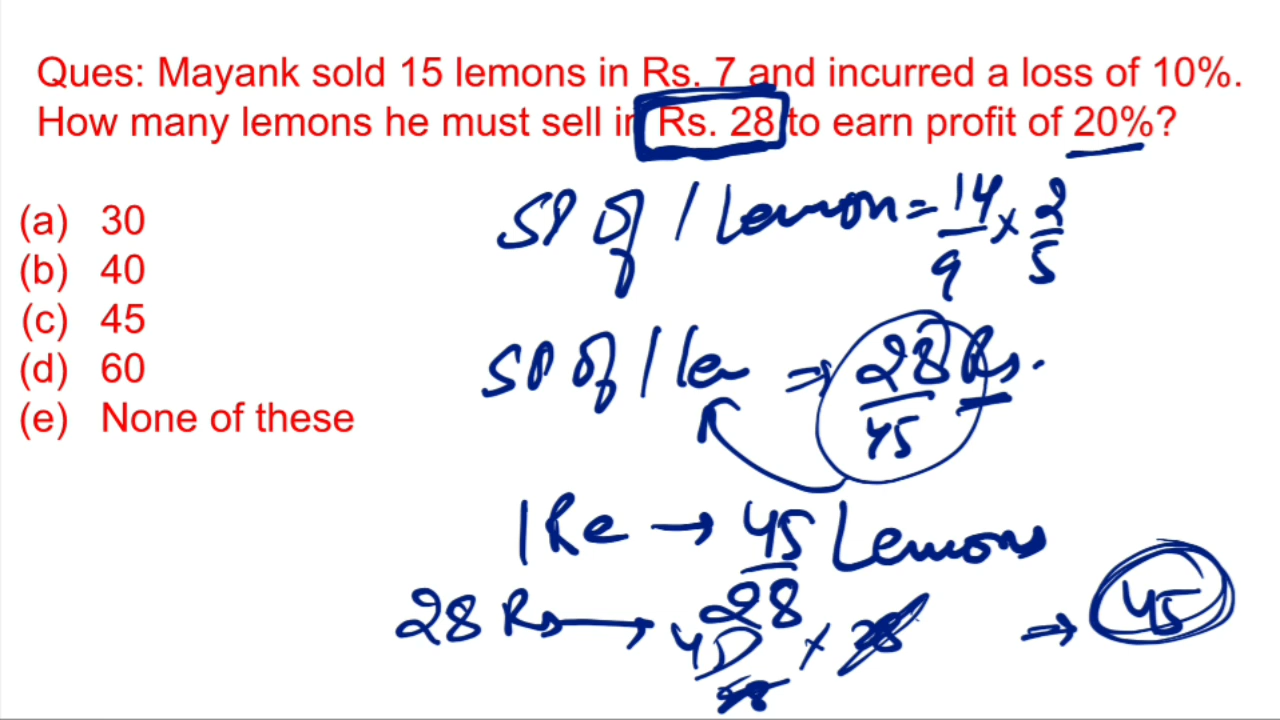 Ques: Mayank sold 15 lemons in Rs. 7 and incurred a loss of 10%.
How many lemons he must sell in Rs. 28 to earn profit of 20%?
(a) 30
(b) 40
(c) 45
(d) 60
(e) None of these
SP of 1 Lemon = 14/9 × 2/5
SP of 1 lem ⇒ 28/45 Rs.
1 Re → 45/28 Lemons
28 Rs → 45/28 × 28 ⇒ 45